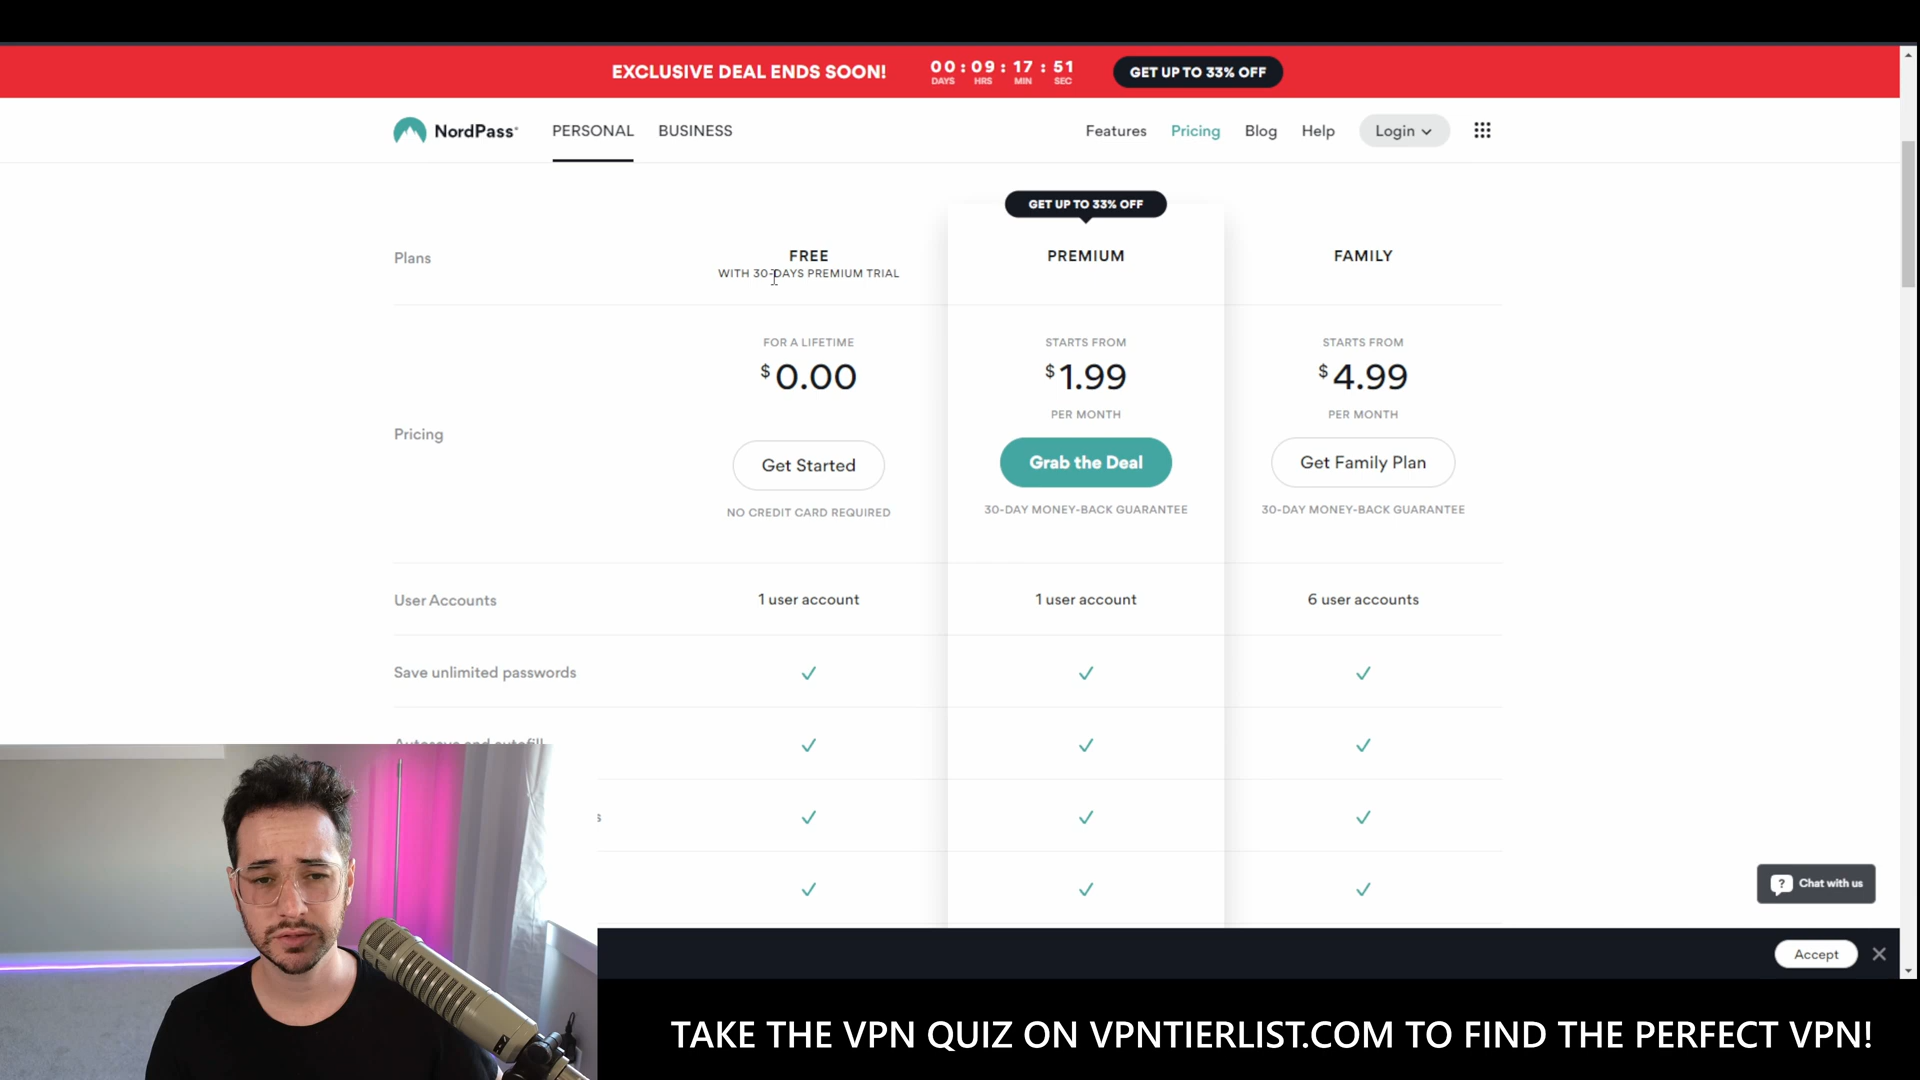 EXCLUSIVE DEAL ENDS SOON!
00 : 09 : 17 : 51
DAYS HRS MIN SEC
GET UP TO 33% OFF
NordPass®
PERSONAL BUSINESS
Features Pricing Blog Help Login
GET UP TO 33% OFF
Plans FREE PREMIUM FAMILY
WITH 30-DAYS PREMIUM TRIAL
FOR A LIFETIME STARTS FROM STARTS FROM
$0.00 $1.99 $4.99
PER MONTH PER MONTH
Pricing
Get Started Grab the Deal Get Family Plan
NO CREDIT CARD REQUIRED 30-DAY MONEY-BACK GUARANTEE 30-DAY MONEY-BACK GUARANTEE
User Accounts 1 user account 1 user account 6 user accounts
Save unlimited passwords
Autosave and autofill
s
? Chat with us
Accept
TAKE THE VPN QUIZ ON VPNTIERLIST.COM TO FIND THE PERFECT VPN!